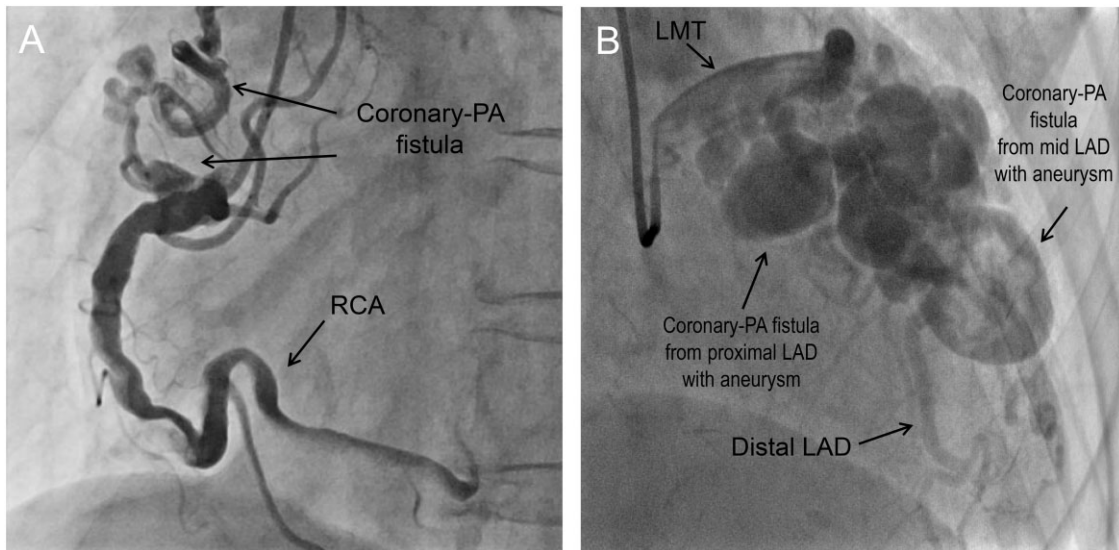 A
Coronary-PA
fistula
RCA
B
LMT
Coronary-PA
fistula
from mid LAD
with aneurysm
Coronary-PA fistula
from proximal LAD
with aneurysm
Distal LAD